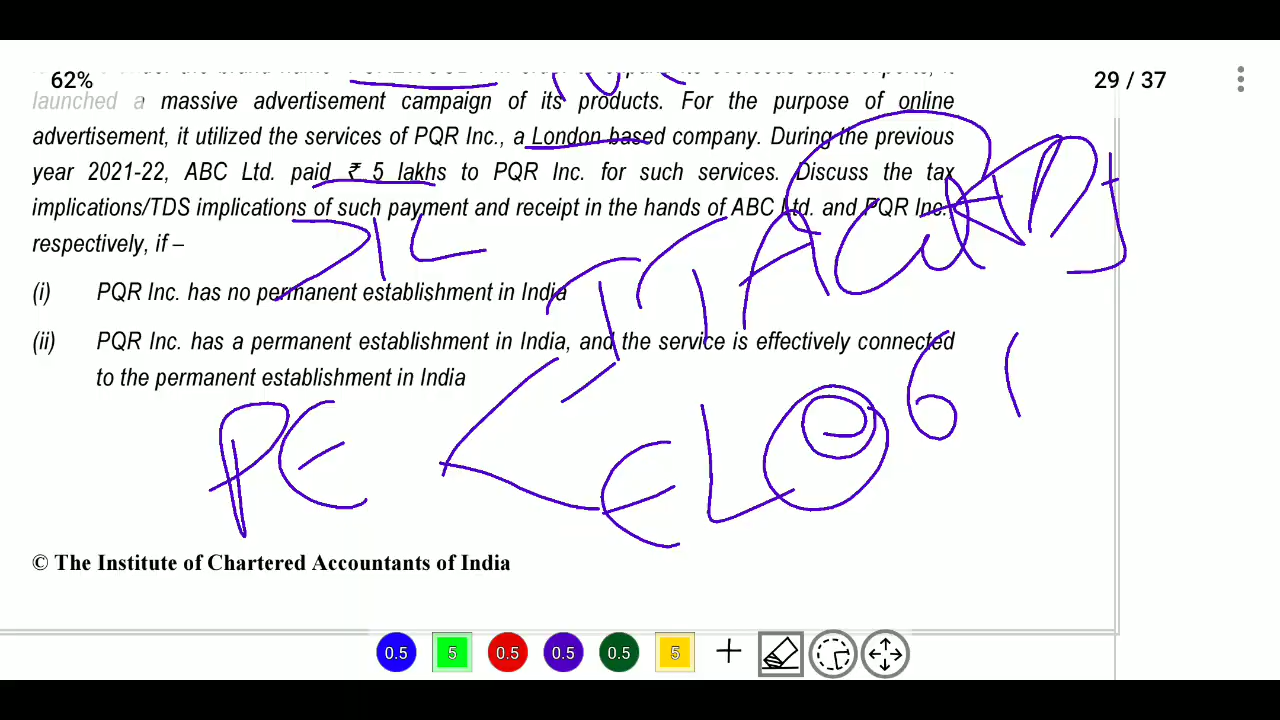 62%
29 / 37
launched a massive advertisement campaign of its products. For the purpose of online
advertisement, it utilized the services of PQR Inc., a London based company. During the previous
year 2021-22, ABC Ltd. paid ₹ 5 lakhs to PQR Inc. for such services. Discuss the tax
implications/TDS implications of such payment and receipt in the hands of ABC Ltd. and PQR Inc.,
respectively, if –
(i) PQR Inc. has no permanent establishment in India
(ii) PQR Inc. has a permanent establishment in India, and the service is effectively connected
to the permanent establishment in India
PE
EL
© The Institute of Chartered Accountants of India
0.5 5 0.5 0.5 0.5 5